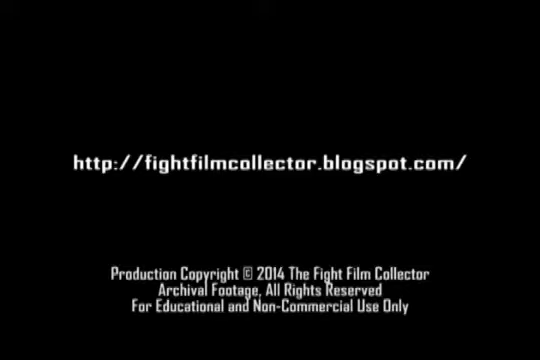 http://fightfilmcollector.blogspot.com/
Production Copyright © 2014 The Fight Film Collector
Archival Footage, All Rights Reserved
For Educational and Non-Commercial Use Only